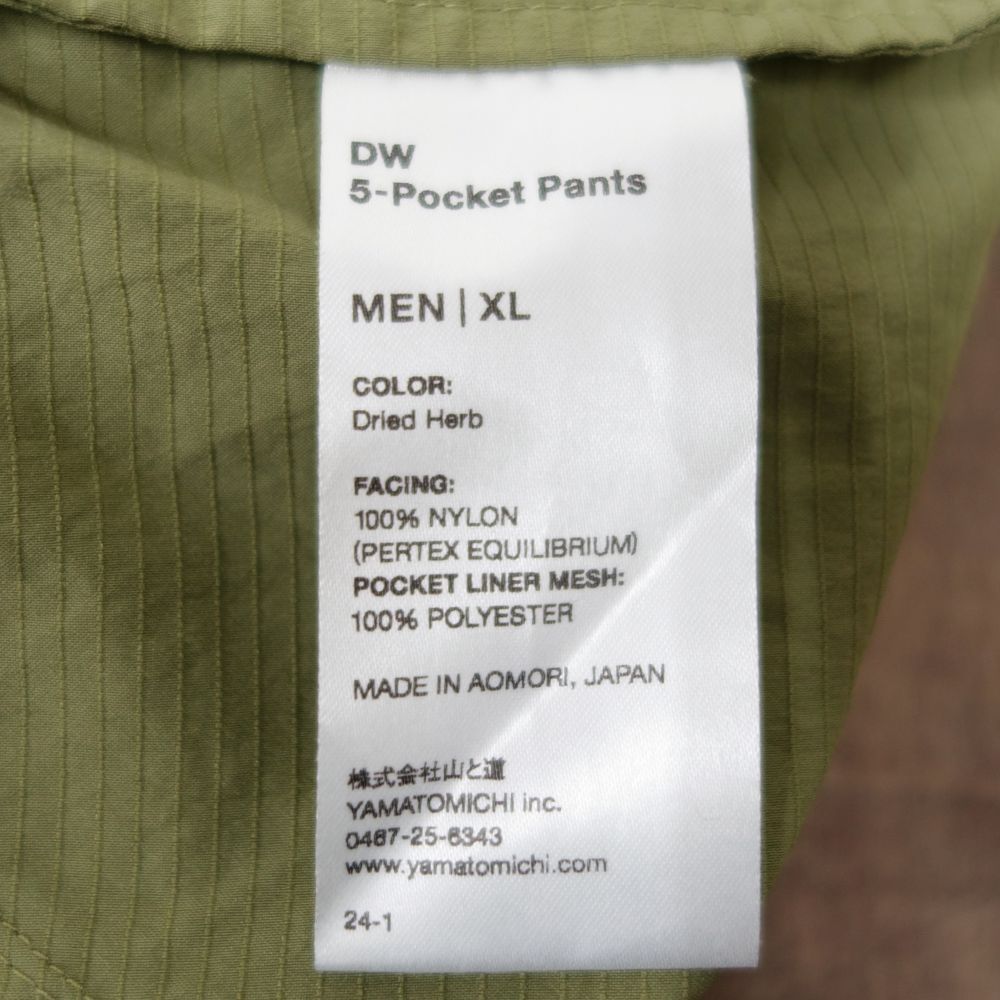 DW
5-Pocket Pants
MEN | XL
COLOR:
Dried Herb
FACING:
100% NYLON
(PERTEX EQUILIBRIUM)
POCKET LINER MESH:
100% POLYESTER
MADE IN AOMORI, JAPAN
株式会社山と道
YAMATOMICHI inc.
0467-25-6343
www.yamatomichi.com
24-1